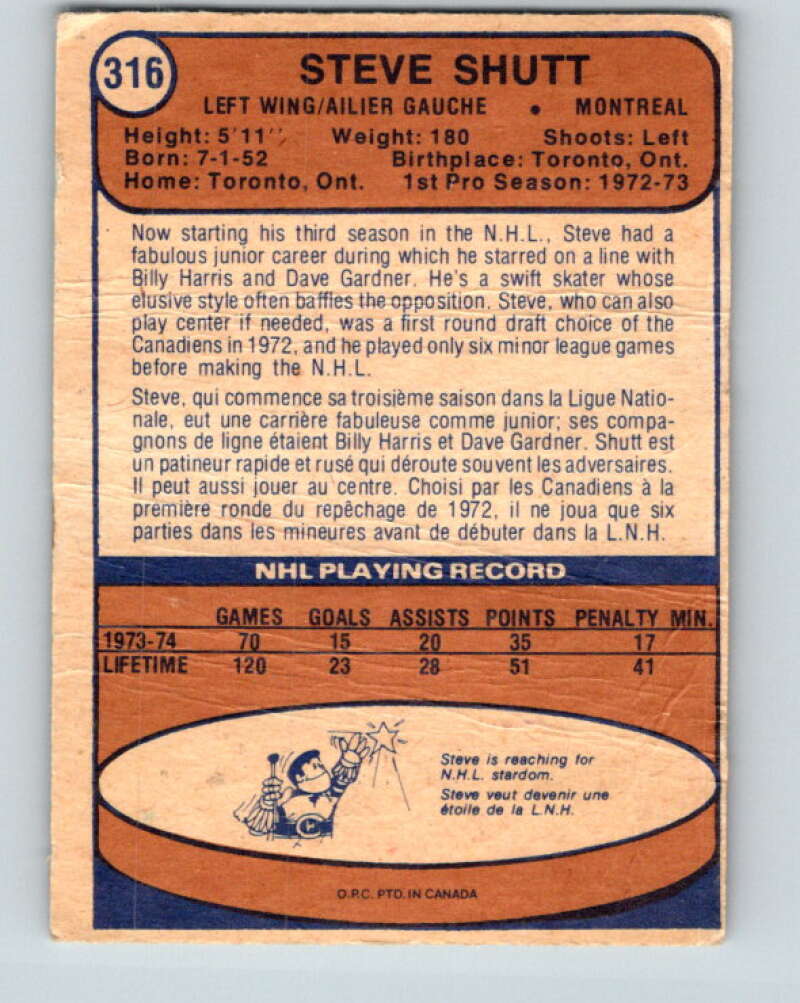 316
STEVE SHUTT
LEFT WING/AILIER GAUCHE • MONTREAL
Height: 5'11" Weight: 180 Shoots: Left
Born: 7-1-52 Birthplace: Toronto, Ont.
Home: Toronto, Ont. 1st Pro Season: 1972-73
Now starting his third season in the N.H.L., Steve had a
fabulous junior career during which he starred on a line with
Billy Harris and Dave Gardner. He's a swift skater whose
elusive style often baffles the opposition. Steve, who can also
play center if needed, was a first round draft choice of the
Canadiens in 1972, and he played only six minor league games
before making the N.H.L.
Steve, qui commence sa troisième saison dans la Ligue Natio-
nale, eut une carrière fabuleuse comme junior; ses compa-
gnons de ligne étaient Billy Harris et Dave Gardner. Shutt est
un patineur rapide et rusé qui déroute souvent les adversaires.
Il peut aussi jouer au centre. Choisi par les Canadiens à la
première ronde du repêchage de 1972, il ne joua que six
parties dans les mineures avant de débuter dans la L.N.H.
NHL PLAYING RECORD
GAMES GOALS ASSISTS POINTS PENALTY MIN.
1973-74 70 15 20 35 17
LIFETIME 120 23 28 51 41
Steve is reaching for
N.H.L. stardom.
Steve veut devenir une
étoile de la L.N.H.
O.P.C. PTD. IN CANADA